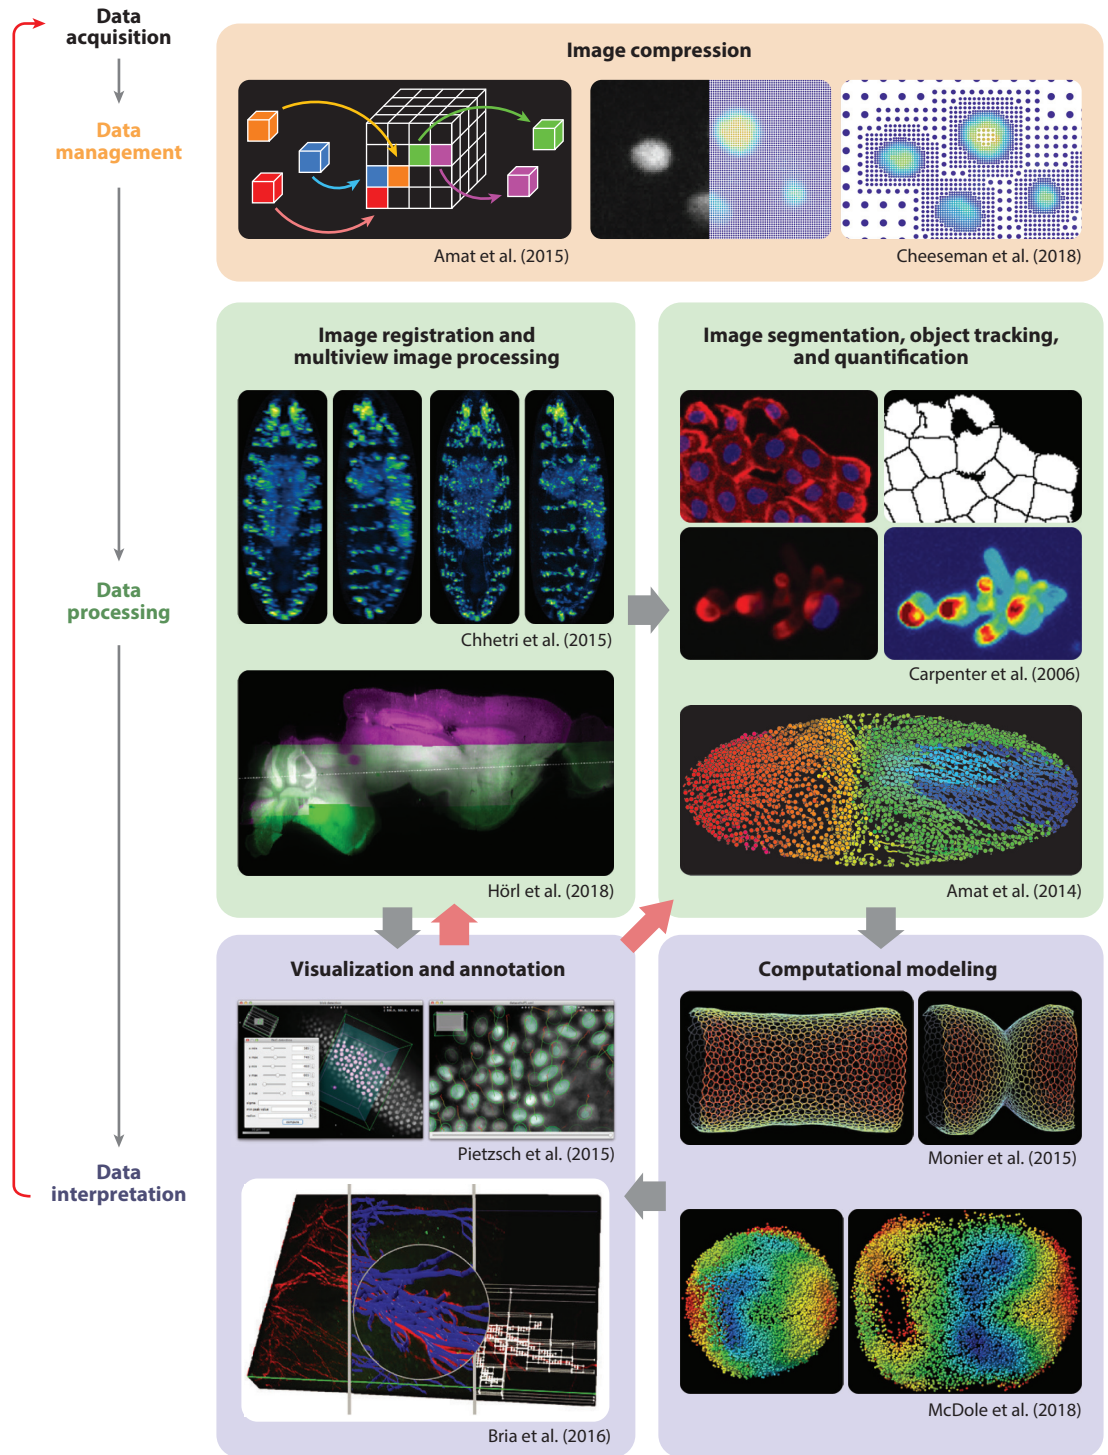 Data
acquisition
Data
management
Data
processing
Data
interpretation
Image compression
Amat et al. (2015)
Cheeseman et al. (2018)
Image registration and
multiview image processing
Chhetri et al. (2015)
Hörl et al. (2018)
Image segmentation, object tracking,
and quantification
Carpenter et al. (2006)
Amat et al. (2014)
Visualization and annotation
Pietzsch et al. (2015)
Bria et al. (2016)
Computational modeling
Monier et al. (2015)
McDole et al. (2018)